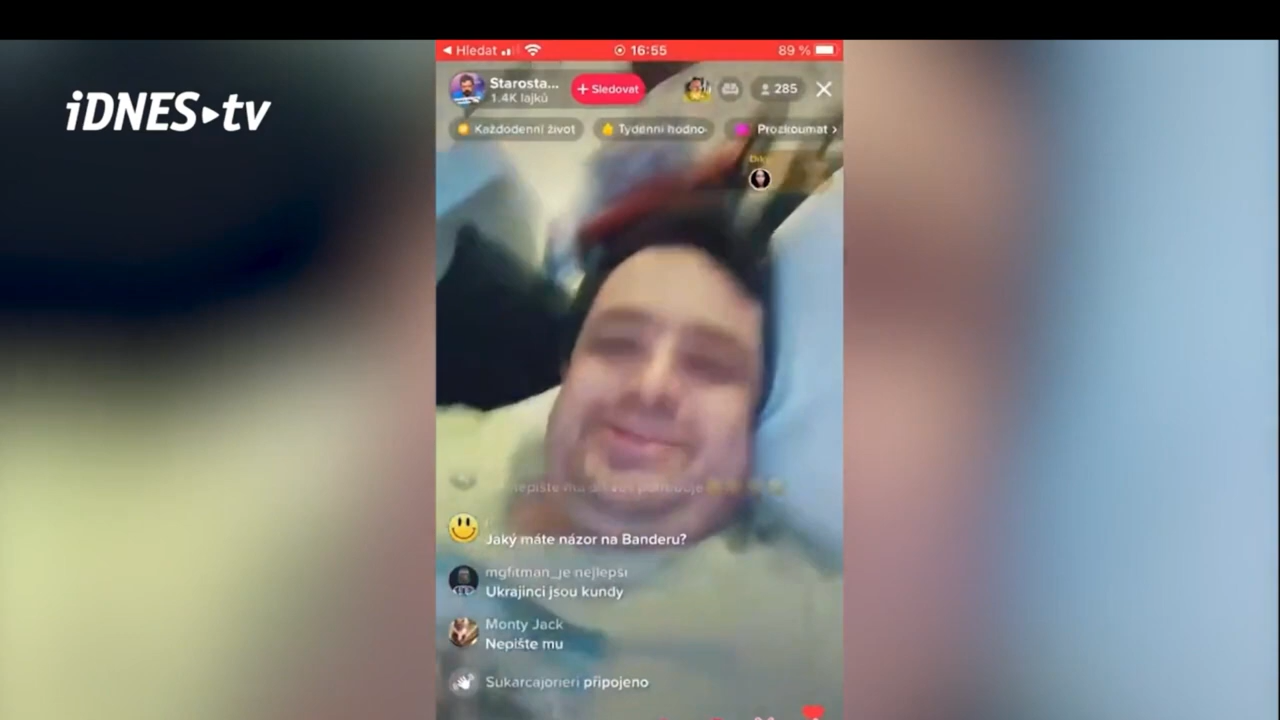 iDNES tv
Hledat
16:55
89 %
Starosta...
1.4K lajků
+ Sledovat
285
Každodenní život
Týdenní hodno
Prozkoumat
Jaký máte názor na Banderu?
mgfitman_je nejlepsi
Ukrajinci jsou kundy
Monty Jack
Nepište mu
Sukarcajorieri připojeno